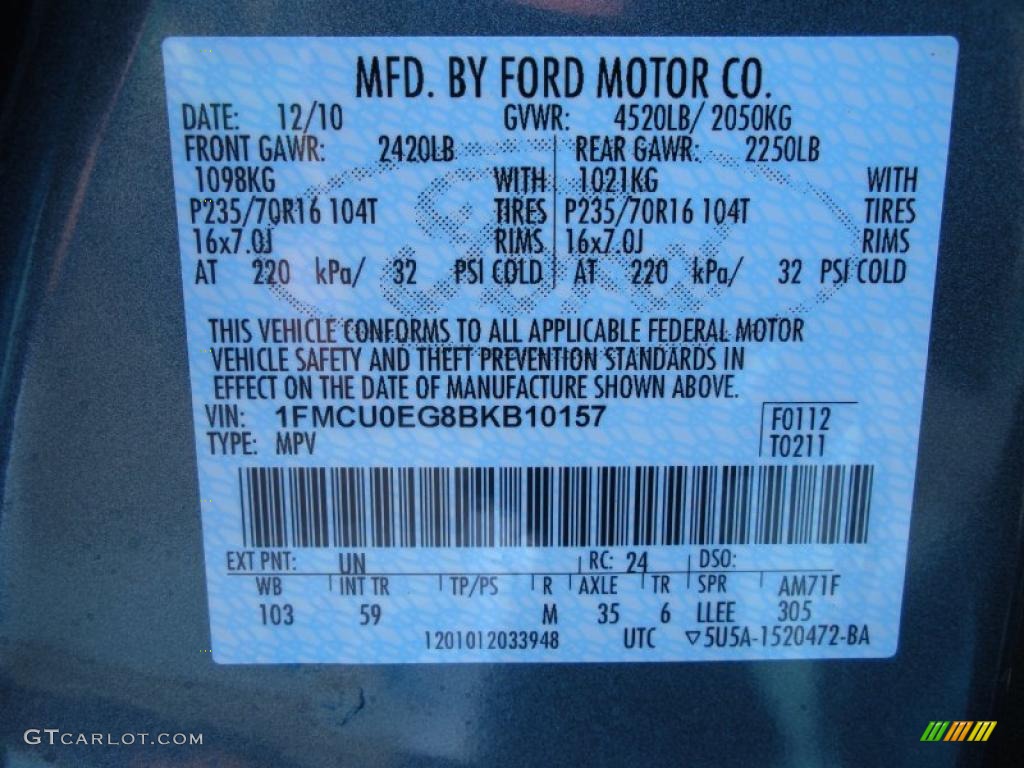 MFD. BY FORD MOTOR CO.
DATE: 12/10 GVWR: 4520LB/ 2050KG
FRONT GAWR: 2420LB REAR GAWR: 2250LB
1098KG WITH 1021KG WITH
P235/70R16 104T TIRES P235/70R16 104T TIRES
16x7.0J RIMS 16x7.0J RIMS
AT 220 kPa/ 32 PSI COLD AT 220 kPa/ 32 PSI COLD
THIS VEHICLE CONFORMS TO ALL APPLICABLE FEDERAL MOTOR
VEHICLE SAFETY AND THEFT PREVENTION STANDARDS IN
EFFECT ON THE DATE OF MANUFACTURE SHOWN ABOVE.
VIN: 1FMCU0EG8BKB10157 F0112
TYPE: MPV T0211
EXT PNT: UN RC: 24 DSO:
WB INT TR TP/PS R AXLE TR SPR AM71F
103 59 M 35 6 LLEE 305
1201012033948 UTC ▽5U5A-1520472-BA
GTCARLOT.COM